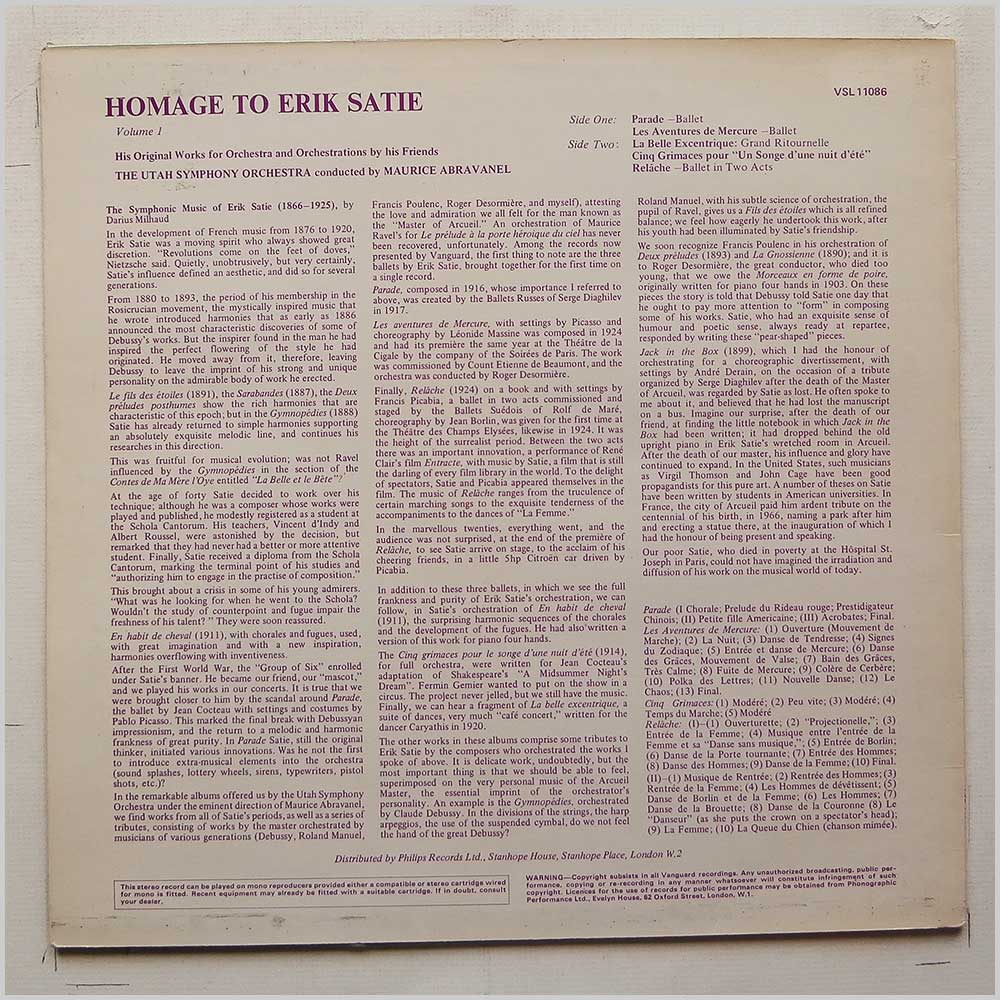 HOMAGE TO ERIK SATIE
Volume 1
His Original Works for Orchestra and Orchestrations by his Friends
THE UTAH SYMPHONY ORCHESTRA conducted by MAURICE ABRAVANEL
VSL 11086
Side One: Parade —Ballet
Les Aventures de Mercure —Ballet
Side Two: La Belle Excentrique: Grand Ritournelle
Cinq Grimaces pour "Un Songe d'une nuit d'été"
Relâche —Ballet in Two Acts
The Symphonic Music of Erik Satie (1866–1925), by
Darius Milhaud
In the development of French music from 1876 to 1920,
Erik Satie was a moving spirit who always showed great
discretion. "Revolutions come on the feet of doves,"
Nietzsche said. Quietly, unobtrusively, but very certainly,
Satie's influence defined an aesthetic, and did so for several
generations.
From 1880 to 1893, the period of his membership in the
Rosicrucian movement, the mystically inspired music that
he wrote introduced harmonies that as early as 1886
announced the most characteristic discoveries of some of
Debussy's works. But the inspirer found in the man he had
inspired the perfect flowering of the style he had
originated. He moved away from it, therefore, leaving
Debussy to leave the imprint of his strong and unique
personality on the admirable body of work he erected.
Le fils des étoiles (1891), the Sarabandes (1887), the Deux
préludes posthumes show the rich harmonies that are
characteristic of this epoch; but in the Gymnopédies (1888)
Satie has already returned to simple harmonies supporting
an absolutely exquisite melodic line, and continues his
researches in this direction.
This was fruitful for musical evolution; was not Ravel
influenced by the Gymnopédies in the section of the
Contes de Ma Mère l'Oye entitled "La Belle et le Bête"?
At the age of forty Satie decided to work over his
technique; although he was a composer whose works were
played and published, he modestly registered as a student at
the Schola Cantorum. His teachers, Vincent d'Indy and
Albert Roussel, were astonished by the decision, but
remarked that they had never had a better or more attentive
student. Finally, Satie received a diploma from the Schola
Cantorum, marking the terminal point of his studies and
"authorizing him to engage in the practise of composition."
This brought about a crisis in some of his young admirers.
"What was he looking for when he went to the Schola?
Wouldn't the study of counterpoint and fugue impair the
freshness of his talent?" They were soon reassured.
En habit de cheval (1911), with chorales and fugues, used,
with great imagination and with a new inspiration,
harmonies overflowing with inventiveness.
After the First World War, the "Group of Six" enrolled
under Satie's banner. He became our friend, our "mascot,"
and we played his works in our concerts. It is true that we
were brought closer to him by the scandal around Parade,
the ballet by Jean Cocteau with settings and costumes by
Pablo Picasso. This marked the final break with Debussyan
impressionism, and the return to a melodic and harmonic
frankness of great purity. In Parade Satie, still the original
thinker, initiated various innovations. Was he not the first
to introduce extra-musical elements into the orchestra
(sound splashes, lottery wheels, sirens, typewriters, pistol
shots, etc.)?
In the remarkable albums offered us by the Utah Symphony
Orchestra under the eminent direction of Maurice Abravanel,
we find works from all of Satie's periods, as well as a series of
tributes, consisting of works by the master orchestrated by
musicians of various generations (Debussy, Roland Manuel,
Francis Poulenc, Roger Desormière, and myself), attesting
the love and admiration we all felt for the man known as
the "Master of Arcueil." An orchestration of Maurice
Ravel's for Le prélude à la porte héroïque du ciel has never
been recovered, unfortunately. Among the records now
presented by Vanguard, the first thing to note are the three
ballets by Erik Satie, brought together for the first time on
a single record.
Parade, composed in 1916, whose importance I referred to
above, was created by the Ballets Russes of Serge Diaghilev
in 1917.
Les aventures de Mercure, with settings by Picasso and
choreography by Léonide Massine was composed in 1924
and had its première the same year at the Théâtre de la
Cigale by the company of the Soirées de Paris. The work
was commissioned by Count Etienne de Beaumont, and the
orchestra was conducted by Roger Desormière.
Finally, Relâche (1924) on a book and with settings by
Francis Picabia, a ballet in two acts commissioned and
staged by the Ballets Suédois of Rolf de Maré,
choreography by Jean Borlin, was given for the first time at
the Théâtre des Champs Elysées, likewise in 1924. It was
the height of the surrealist period. Between the two acts
there was an important innovation, a performance of René
Clair's film Entracte, with music by Satie, a film that is still
the darling of every film library in the world. To the delight
of spectators, Satie and Picabia appeared themselves in the
film. The music of Relâche ranges from the truculence of
certain marching songs to the exquisite tenderness of the
accompaniments to the dances of "La Femme."
In the marvellous twenties, everything went, and the
audience was not surprised, at the end of the première of
Relâche, to see Satie arrive on stage, to the acclaim of his
cheering friends, in a little 5hp Citroën car driven by
Picabia.
In addition to these three ballets, in which we see the full
frankness and purity of Erik Satie's orchestration, we can
follow, in Satie's orchestration of En habit de cheval
(1911), the surprising harmonic sequences of the chorales
and the development of the fugues. He had also written a
version of this work for piano four hands.
The Cinq grimaces pour le songe d'une nuit d'été (1914),
for full orchestra, were written for Jean Cocteau's
adaptation of Shakespeare's "A Midsummer Night's
Dream". Fermin Gemier wanted to put on the show in a
circus. The project never jelled, but we still have the music.
Finally, we can hear a fragment of La belle excentrique, a
suite of dances, very much "café concert," written for the
dancer Caryathis in 1920.
The other works in these albums comprise some tributes to
Erik Satie by the composers who orchestrated the works I
spoke of above. It is delicate work, undoubtedly, but the
most important thing is that we should be able to feel,
superimposed on the very personal music of the Arcueil
Master, the essential imprint of the orchestrator's
personality. An example is the Gymnopédies, orchestrated
by Claude Debussy. In the divisions of the strings, the harp
arpeggios, the use of the suspended cymbal, do we not feel
the hand of the great Debussy?
Roland Manuel, with his subtle science of orchestration, the
pupil of Ravel, gives us a Fils des étoiles which is all refined
balance; we feel how eagerly he undertook this work, after
his youth had been illuminated by Satie's friendship.
We soon recognize Francis Poulenc in his orchestration of
Deux préludes (1893) and La Gnossienne (1890); and it is
to Roger Desormière, the great conductor, who died too
young, that we owe the Morceaux en forme de poire,
originally written for piano four hands in 1903. On these
pieces the story is told that Debussy told Satie one day that
he ought to pay more attention to "form" in composing
some of his works. Satie, who had an exquisite sense of
humour and poetic sense, always ready at repartee,
responded by writing these "pear-shaped" pieces.
Jack in the Box (1899), which I had the honour of
orchestrating for a choreographic divertissement, with
settings by André Derain, on the occasion of a tribute
organized by Serge Diaghilev after the death of the Master
of Arcueil, was regarded by Satie as lost. He often spoke to
me about it, and believed that he had lost the manuscript
on a bus. Imagine our surprise, after the death of our
friend, at finding the little notebook in which Jack in the
Box had been written; it had dropped behind the old
upright piano in Erik Satie's wretched room in Arcueil.
After the death of our master, his influence and glory have
continued to expand. In the United States, such musicians
as Virgil Thomson and John Cage have been good
propagandists for this pure art. A number of theses on Satie
have been written by students in American universities. In
France, the city of Arcueil paid him ardent tribute on the
centennial of his birth, in 1966, naming a park after him
and erecting a statue there, at the inauguration of which I
had the honour of being present and speaking.
Our poor Satie, who died in poverty at the Hôspital St.
Joseph in Paris, could not have imagined the irradiation and
diffusion of his work on the musical world of today.
Parade (I Chorale; Prelude du Rideau rouge; Prestidigateur
Chinois; (II) Petite fille Americaine; (III) Acrobates; Final.
Les Aventures de Mercure: (1) Ouverture (Mouvement de
Marche); (2) La Nuit; (3) Danse de Tendresse; (4) Signes
du Zodiaque; (5) Entrée et danse de Mercure; (6) Danse
des Grâces, Mouvement de Valse; (7) Bain des Grâces,
Très Calme; (8) Fuite de Mercure; (9) Colère de Cerbère;
(10) Polka des Lettres; (11) Nouvelle Danse; (12) Le
Chaos; (13) Final.
Cinq Grimaces: (1) Modéré; (2) Peu vite; (3) Modéré; (4)
Temps du Marche; (5) Modéré
Relâche: (I)–(1) Ouverturette; (2) "Projectionelle,"; (3)
Entrée de la Femme; (4) Musique entre l'entrée de la
Femme et sa "Danse sans musique,"; (5) Entrée de Borlin;
(6) Danse de la Porte tournante; (7) Entrée des Hommes;
(8) Danse des Hommes; (9) Danse de la Femme; (10) Final.
(II)–(1) Musique de Rentrée; (2) Rentrée des Hommes; (3)
Rentrée de la Femme; (4) Les Hommes de dévêtissent; (5)
Danse de Borlin et de la Femme; (6) Les Hommes; (7)
Danse de la Brouette; (8) Danse de la Couronne (8) Le
"Danseur" (as she puts the crown on a spectator's head);
(9) La Femme; (10) La Queue du Chien (chanson mimée).
Distributed by Philips Records Ltd., Stanhope House, Stanhope Place, London W.2
This stereo record can be played on mono reproducers provided either a compatible or stereo cartridge wired
for mono is fitted. Recent equipment may already be fitted with a suitable cartridge. If in doubt, consult
your dealer.
WARNING—Copyright subsists in all Vanguard recordings. Any unauthorized broadcasting, public per-
formance, copying or re-recording in any manner whatsoever will constitute infringement of such
copyright. Licences for the use of records for public performance may be obtained from Phonographic
Performance Ltd., Evelyn House, 62 Oxford Street, London, W.1.